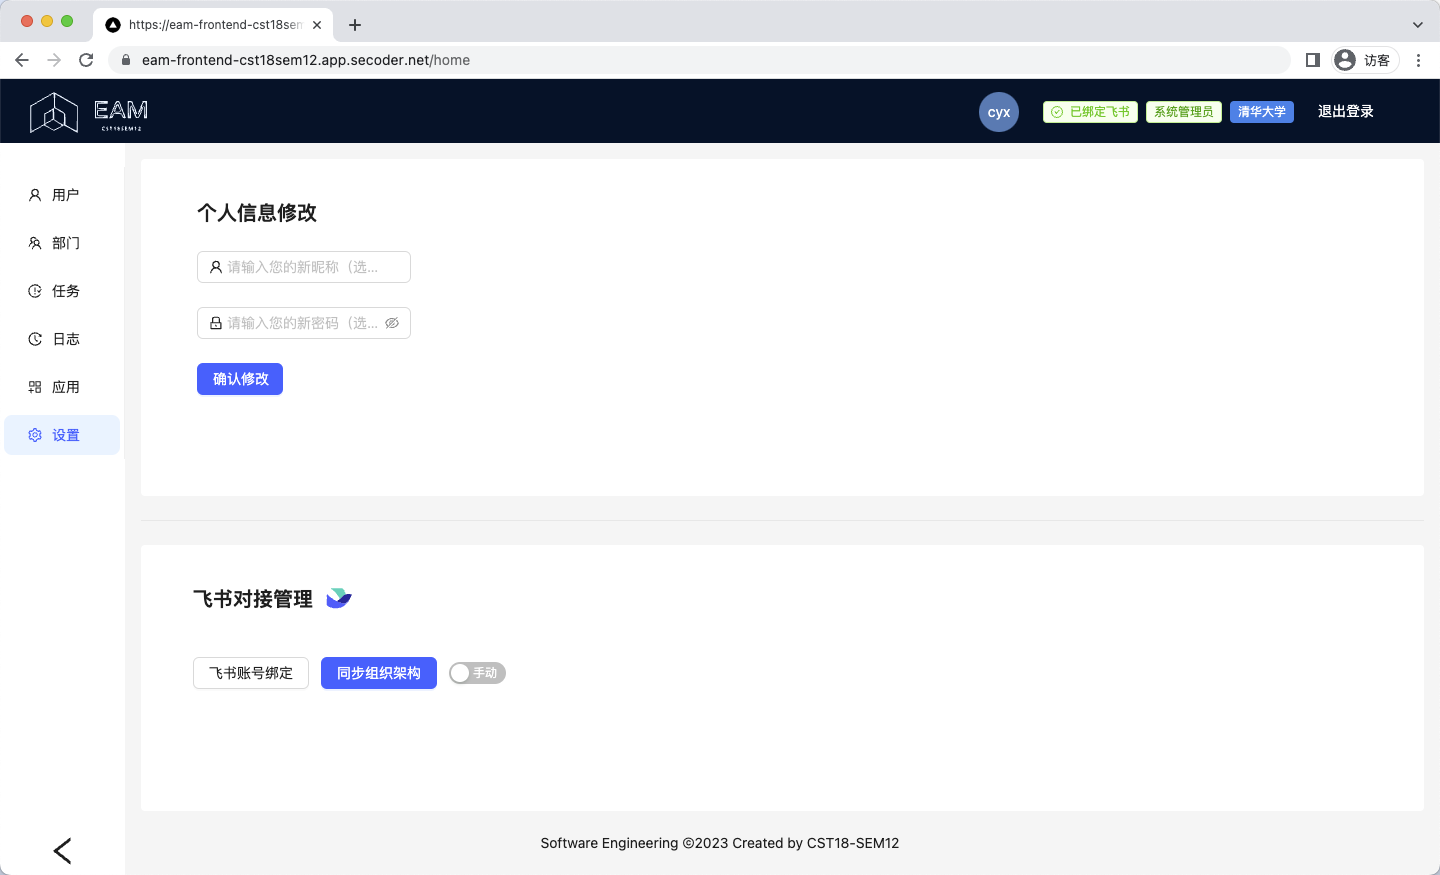 https://eam-frontend-cst18sem
eam-frontend-cst18sem12.app.secoder.net/home
访客
EAM
CST18SEM12
cyx
已绑定飞书
系统管理员
清华大学
退出登录
用户
部门
任务
日志
应用
设置
个人信息修改
请输入您的新昵称（选...
请输入您的新密码（选...
确认修改
飞书对接管理
飞书账号绑定
同步组织架构
手动
Software Engineering ©2023 Created by CST18-SEM12